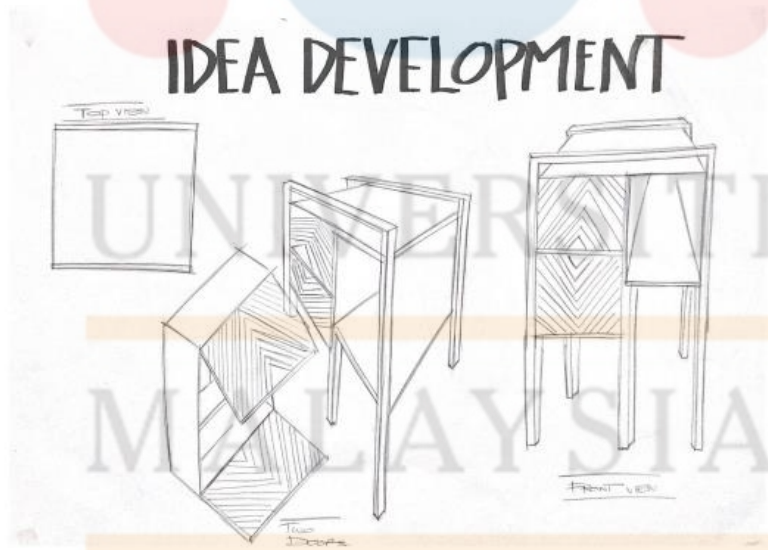 IDEA DEVELOPMENT
TOP VIEW
UNIVERSITI
MALAYSIA
FRONT VIEW
TWO
DOORS